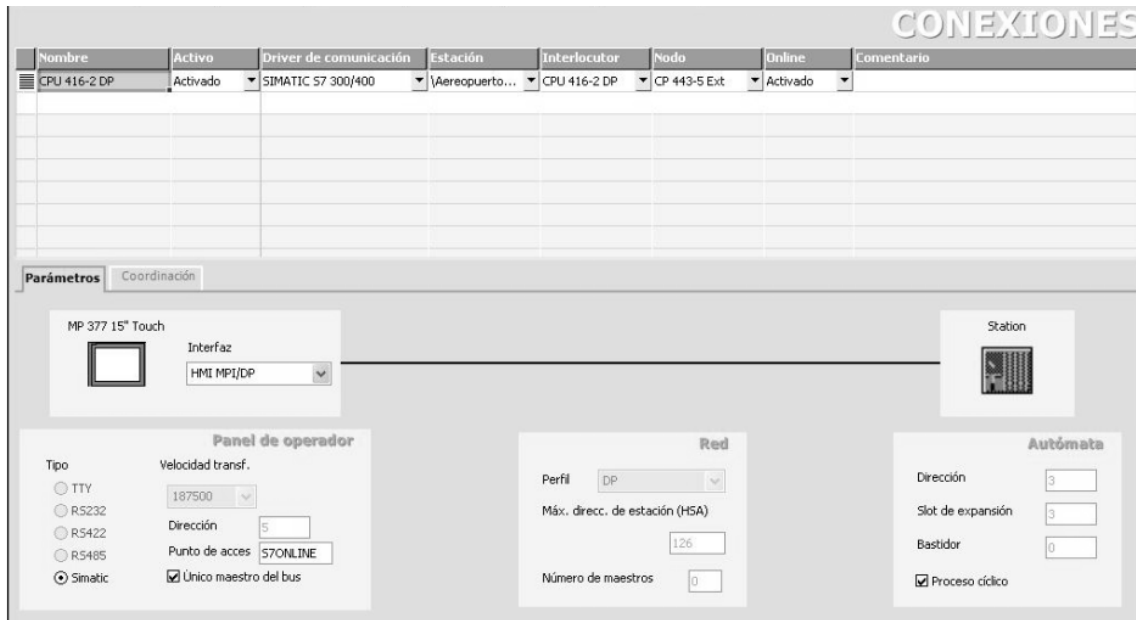 CONEXIONES
Nombre Activo Driver de comunicación Estación Interlocutor Nodo Online Comentario
CPU 416-2 DP Activado SIMATIC S7 300/400 \Aereopuerto... CPU 416-2 DP CP 443-5 Ext Activado
Parámetros Coordinación
MP 377 15" Touch
Interfaz
HMI MPI/DP
Station
Panel de operador
Tipo
TTY
RS232
RS422
RS485
Simatic
Velocidad transf.
187500
Dirección 5
Punto de acces S7ONLINE
Único maestro del bus
Red
Perfil DP
Máx. direcc. de estación (HSA)
126
Número de maestros 0
Autómata
Dirección 3
Slot de expansión 3
Bastidor 0
Proceso cíclico